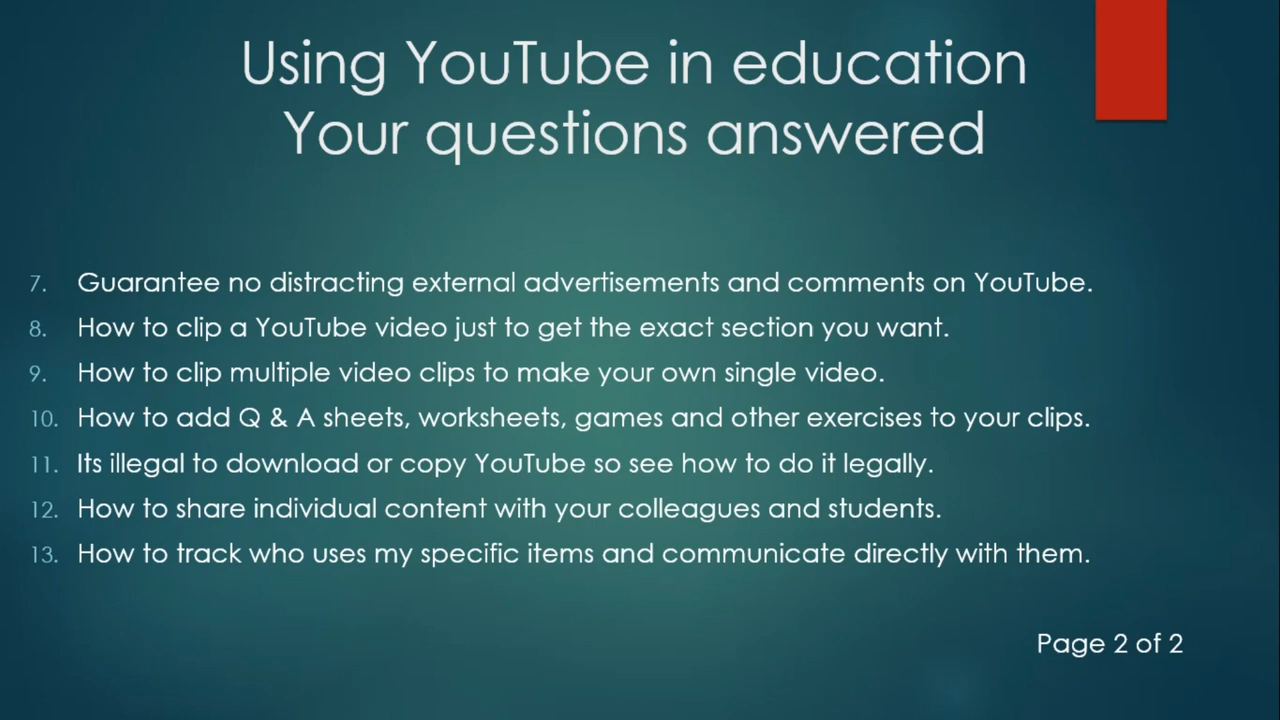 Using YouTube in education
Your questions answered
7. Guarantee no distracting external advertisements and comments on YouTube.
8. How to clip a YouTube video just to get the exact section you want.
9. How to clip multiple video clips to make your own single video.
10. How to add Q & A sheets, worksheets, games and other exercises to your clips.
11. Its illegal to download or copy YouTube so see how to do it legally.
12. How to share individual content with your colleagues and students.
13. How to track who uses my specific items and communicate directly with them.
Page 2 of 2